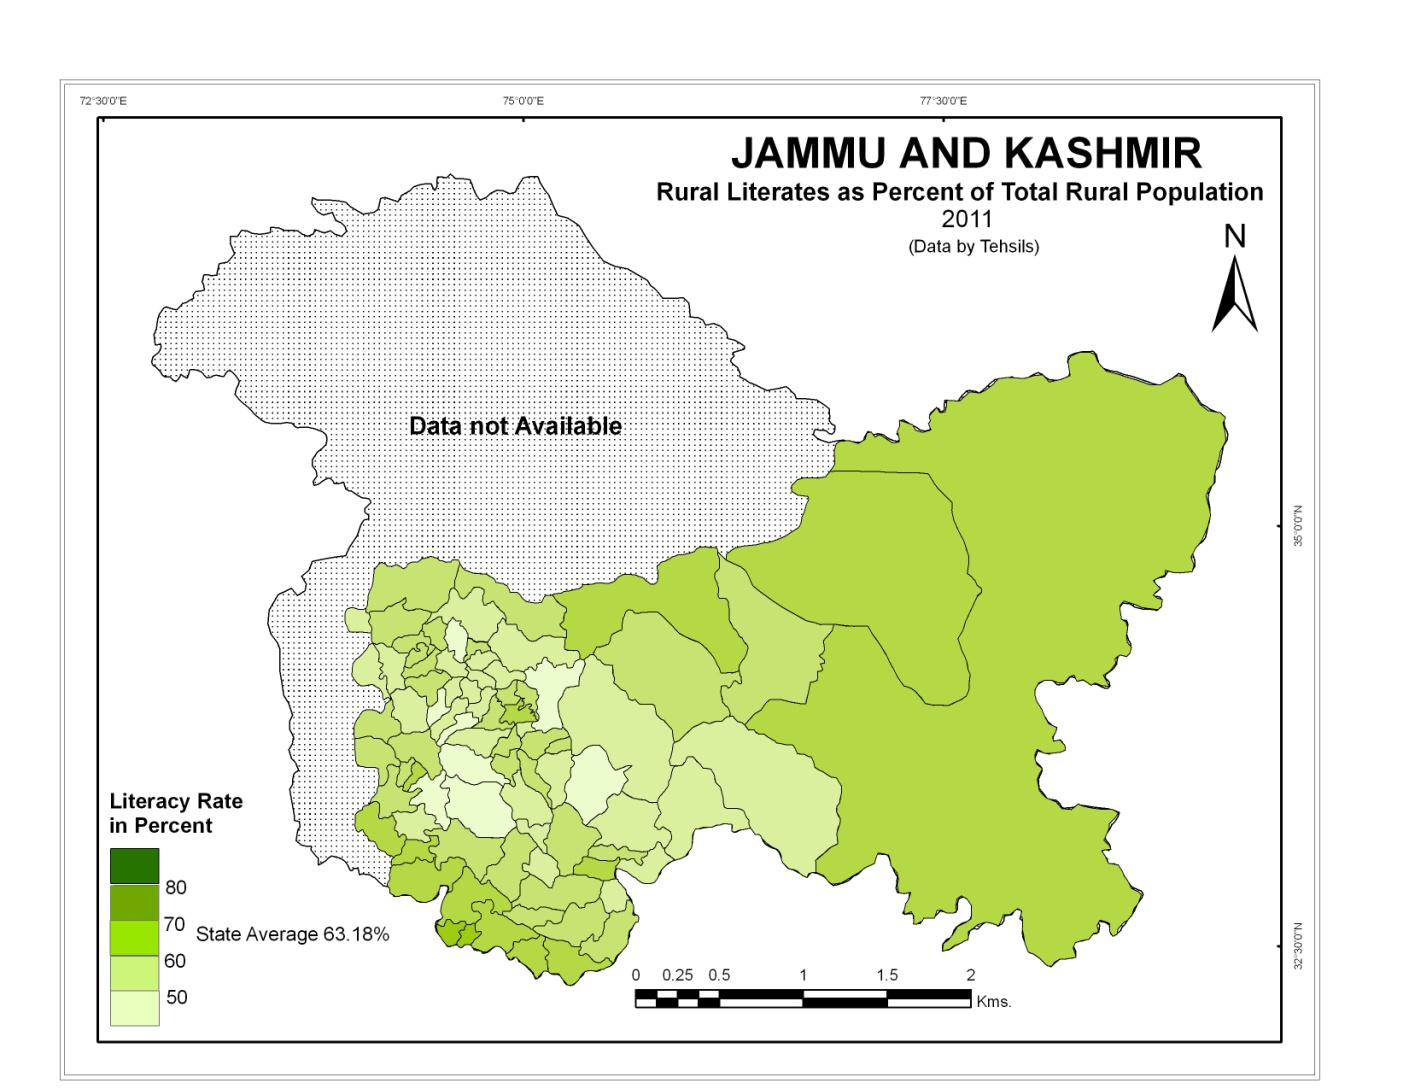 72°30'0"E 75°0'0"E 77°30'0"E
JAMMU AND KASHMIR
Rural Literates as Percent of Total Rural Population
2011
(Data by Tehsils)
N
Data not Available
35°0'0"N
Literacy Rate
in Percent
80
70
State Average 63.18%
60
50
32°30'0"N
0 0.25 0.5 1 1.5 2
Kms.